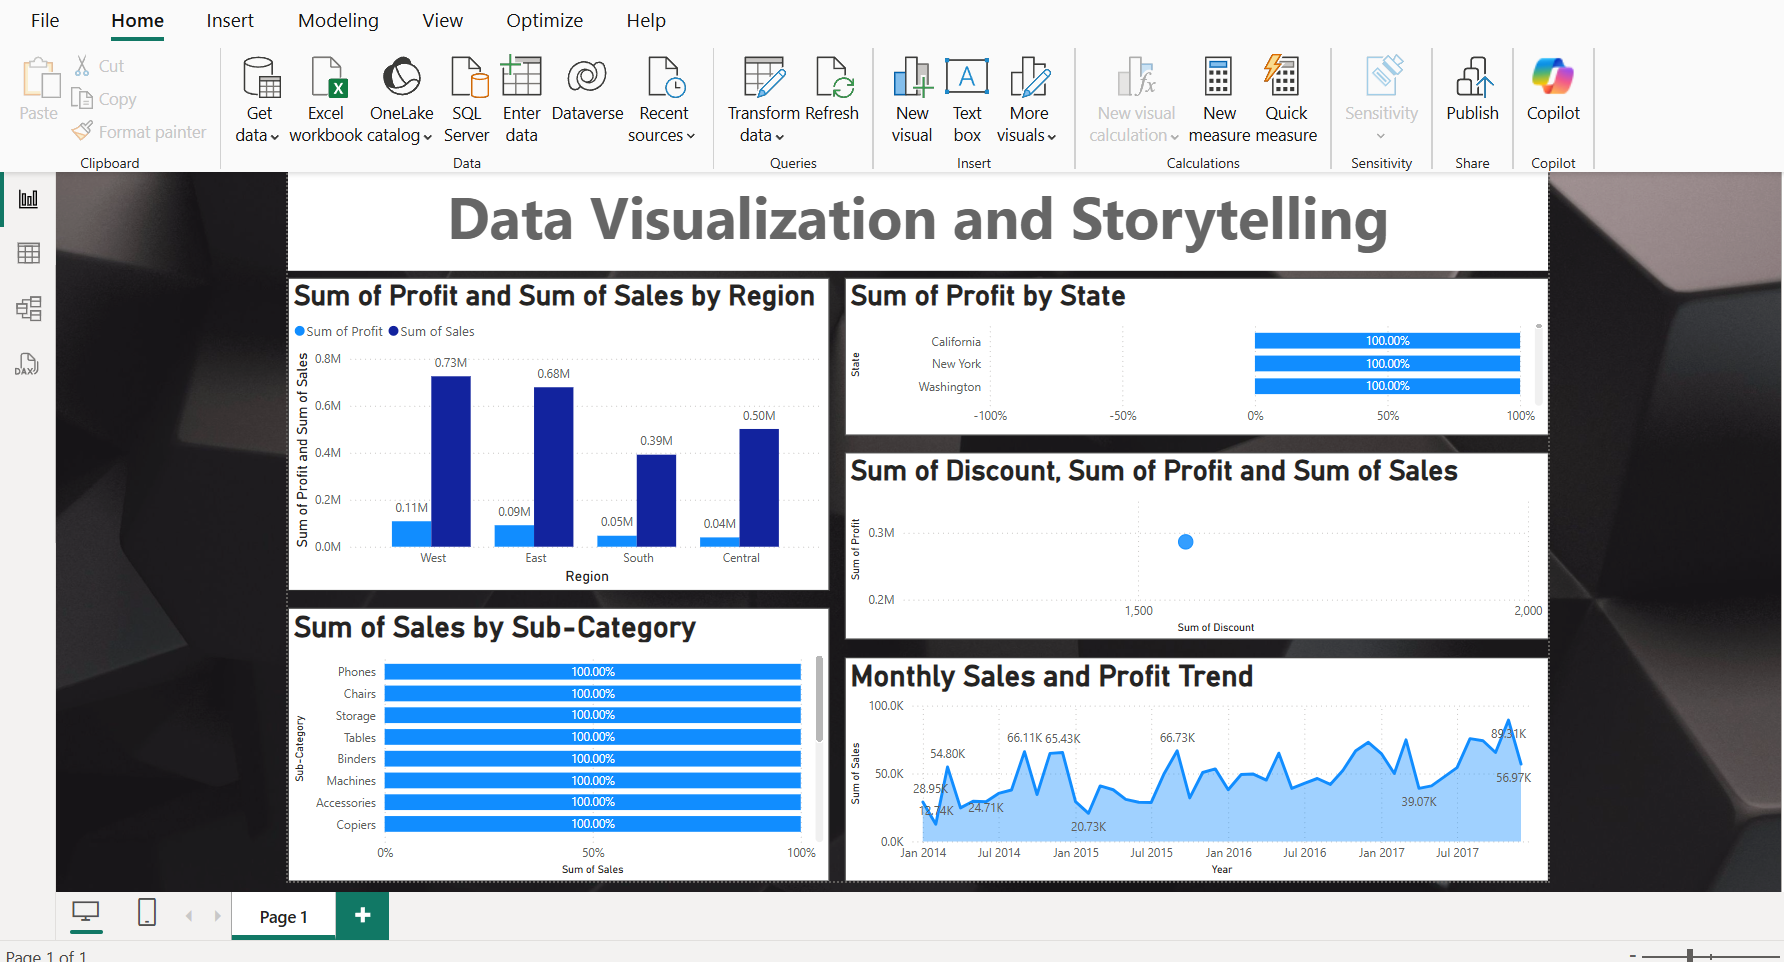 File Home Insert Modeling View Optimize Help
Paste
Cut
Copy
Format painter
Clipboard
Get data
Excel workbook
OneLake catalog
SQL Server
Enter data
Dataverse
Recent sources
Data
Transform data
Refresh
Queries
New visual
Text box
More visuals
Insert
New visual calculation
New measure
Quick measure
Calculations
Sensitivity
Sensitivity
Publish
Share
Copilot
Copilot
DAX
Data Visualization and Storytelling
Sum of Profit and Sum of Sales by Region
Sum of Profit Sum of Sales
Sum of Profit and Sum of Sales
0.8M
0.6M
0.4M
0.2M
0.0M
0.73M
0.68M
0.39M
0.50M
0.11M
0.09M
0.05M
0.04M
West East South Central
Region
Sum of Profit by State
State
California 100.00%
New York 100.00%
Washington 100.00%
-100% -50% 0% 50% 100%
Sum of Discount, Sum of Profit and Sum of Sales
Sum of Profit
0.3M
0.2M
1,500 2,000
Sum of Discount
Sum of Sales by Sub-Category
Sub-Category
Phones 100.00%
Chairs 100.00%
Storage 100.00%
Tables 100.00%
Binders 100.00%
Machines 100.00%
Accessories 100.00%
Copiers 100.00%
0% 50% 100%
Sum of Sales
Monthly Sales and Profit Trend
Sum of Sales
100.0K
50.0K
0.0K
28.95K
54.80K
24.71K
66.11K
65.43K
20.73K
66.73K
39.07K
89.31K
56.97K
Jan 2014 Jul 2014 Jan 2015 Jul 2015 Jan 2016 Jul 2016 Jan 2017 Jul 2017
Year
Page 1
Page 1 of 1